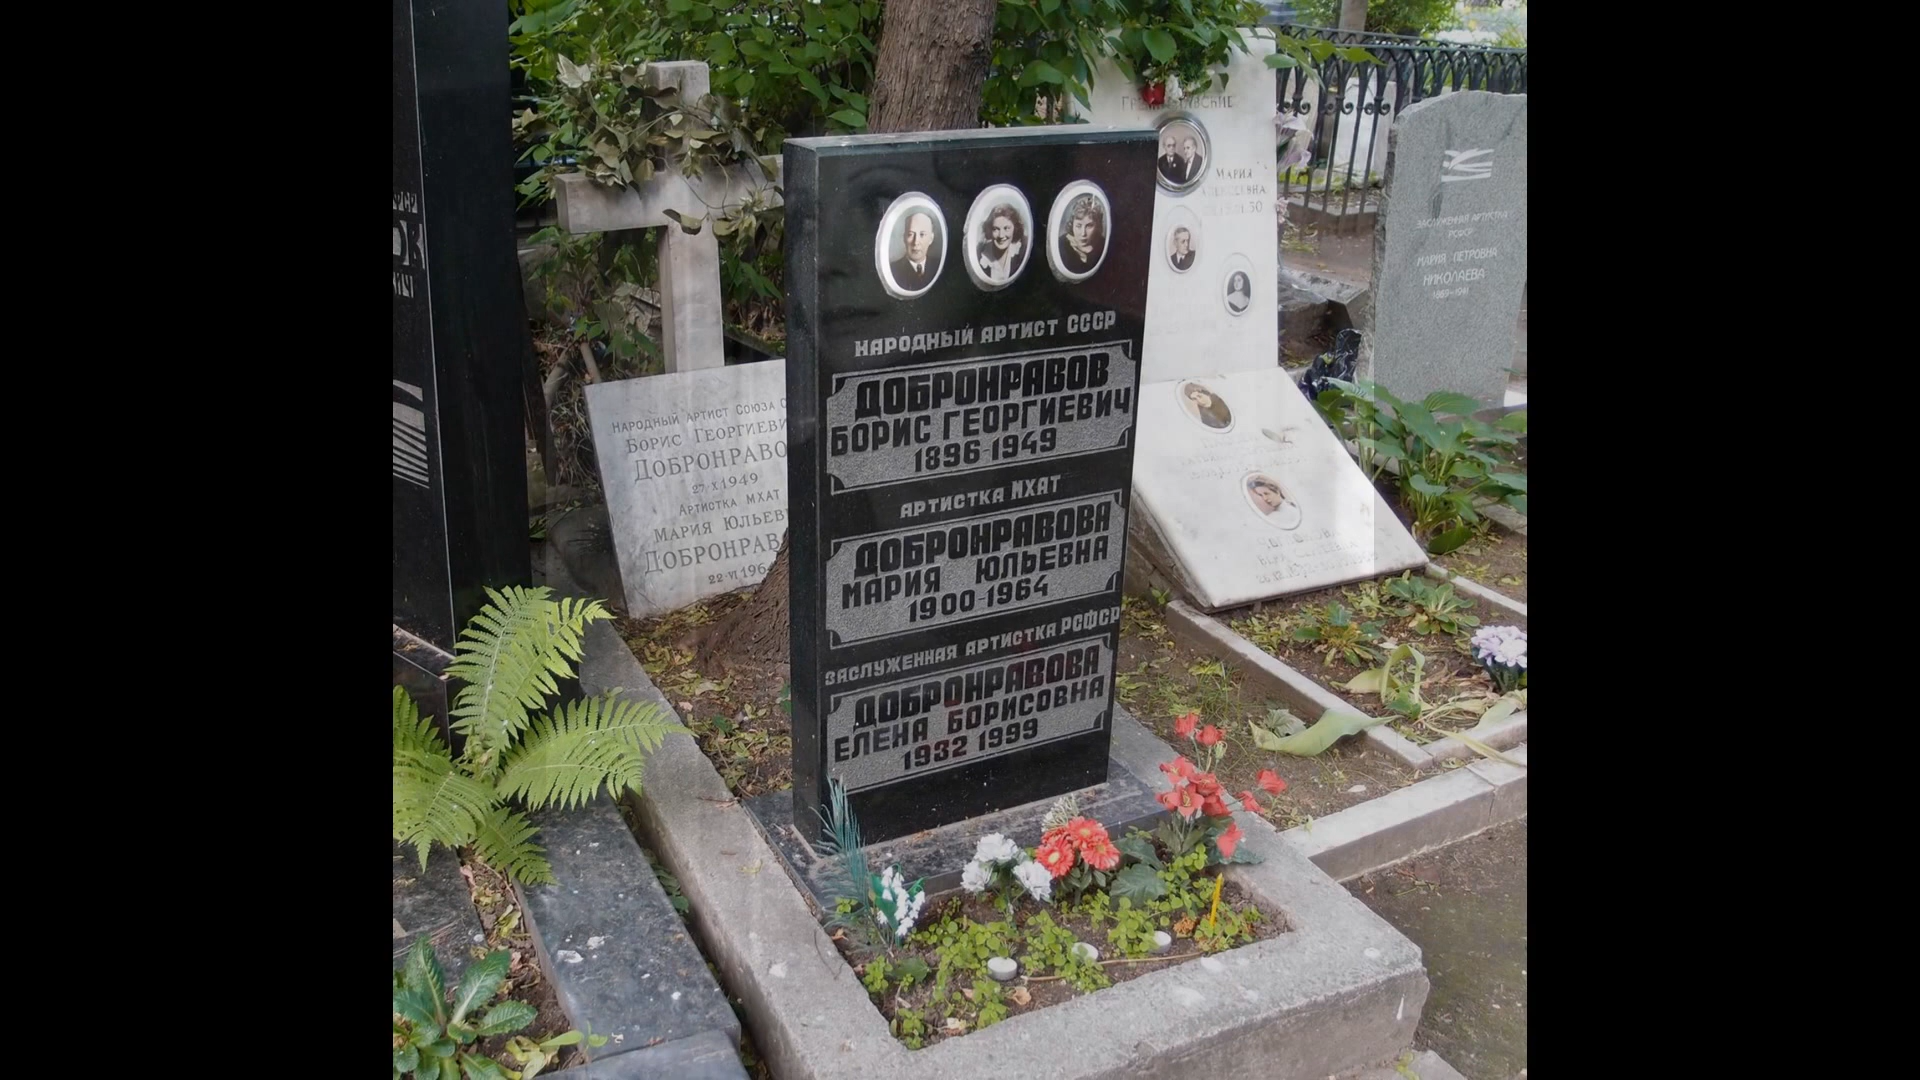 НАРОДНЫЙ АРТИСТ СССР
ДОБРОНРАВОВ
БОРИС ГЕОРГИЕВИЧ
1896-1949
АРТИСТКА МХАТ
ДОБРОНРАВОВА
МАРИЯ ЮЛЬЕВНА
1900-1964
ЗАСЛУЖЕННАЯ АРТИСТКА РСФСР
ДОБРОНРАВОВА
ЕЛЕНА БОРИСОВНА
1932 1999
НАРОДНЫЙ АРТИСТ СОЮЗА С
БОРИС ГЕОРГИЕВ
ДОБРОНРАВО
27·X 1949
АРТИСТКА МХАТ
МАРИЯ ЮЛЬЕВ
ДОБРОНРАВ
22·VI 196
МАРИЯ
ЗАСЛУЖЕННАЯ АРТИСТКА
РСФСР
МАРИЯ ПЕТРОВНА
НИКОЛАЕВА